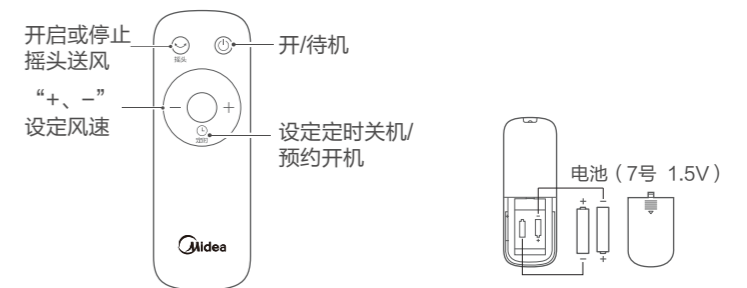 开启或停止
摇头送风
开/待机
摇头
“+、−”
设定风速
− +
定时
设定定时关机/
预约开机
Midea
电池（7号 1.5V）
+ −
− +
− +